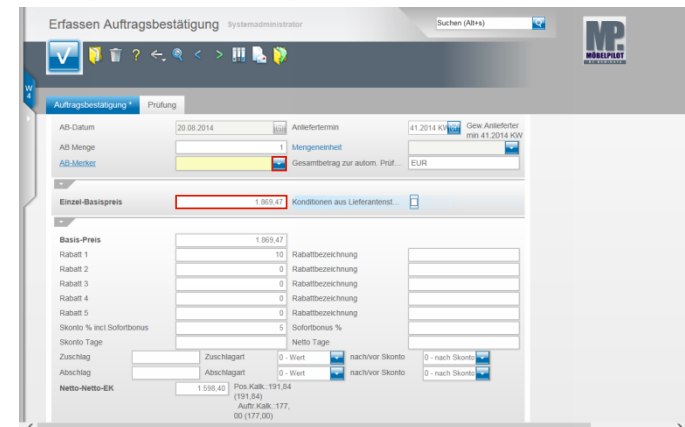 Erfassen Auftragsbestätigung Systemadministrator
Suchen (Alt+s)
MP.
MÖBELPILOT
W
4
Auftragsbestätigung * Prüfung
AB-Datum 20.08.2014 Anliefertermin 41.2014 KW Gew.Anlieferter
min 41.2014 KW
AB Menge 1 Mengeneinheit
AB-Merker Gesamtbetrag zur autom. Prüf... EUR
Einzel-Basispreis 1.869,47 Konditionen aus Lieferantenst...
Basis-Preis 1.869,47
Rabatt 1 10 Rabattbezeichnung
Rabatt 2 0 Rabattbezeichnung
Rabatt 3 0 Rabattbezeichnung
Rabatt 4 0 Rabattbezeichnung
Rabatt 5 0 Rabattbezeichnung
Skonto % incl.Sofortbonus 5 Sofortbonus %
Skonto Tage Netto Tage
Zuschlag Zuschlagart 0 - Wert nach/vor Skonto 0 - nach Skonto
Abschlag Abschlagart 0 - Wert nach/vor Skonto 0 - nach Skonto
Netto-Netto-EK 1.598,40 Pos.Kalk.:191,84
(191,84)
Auftr.Kalk.:177,
00 (177,00)